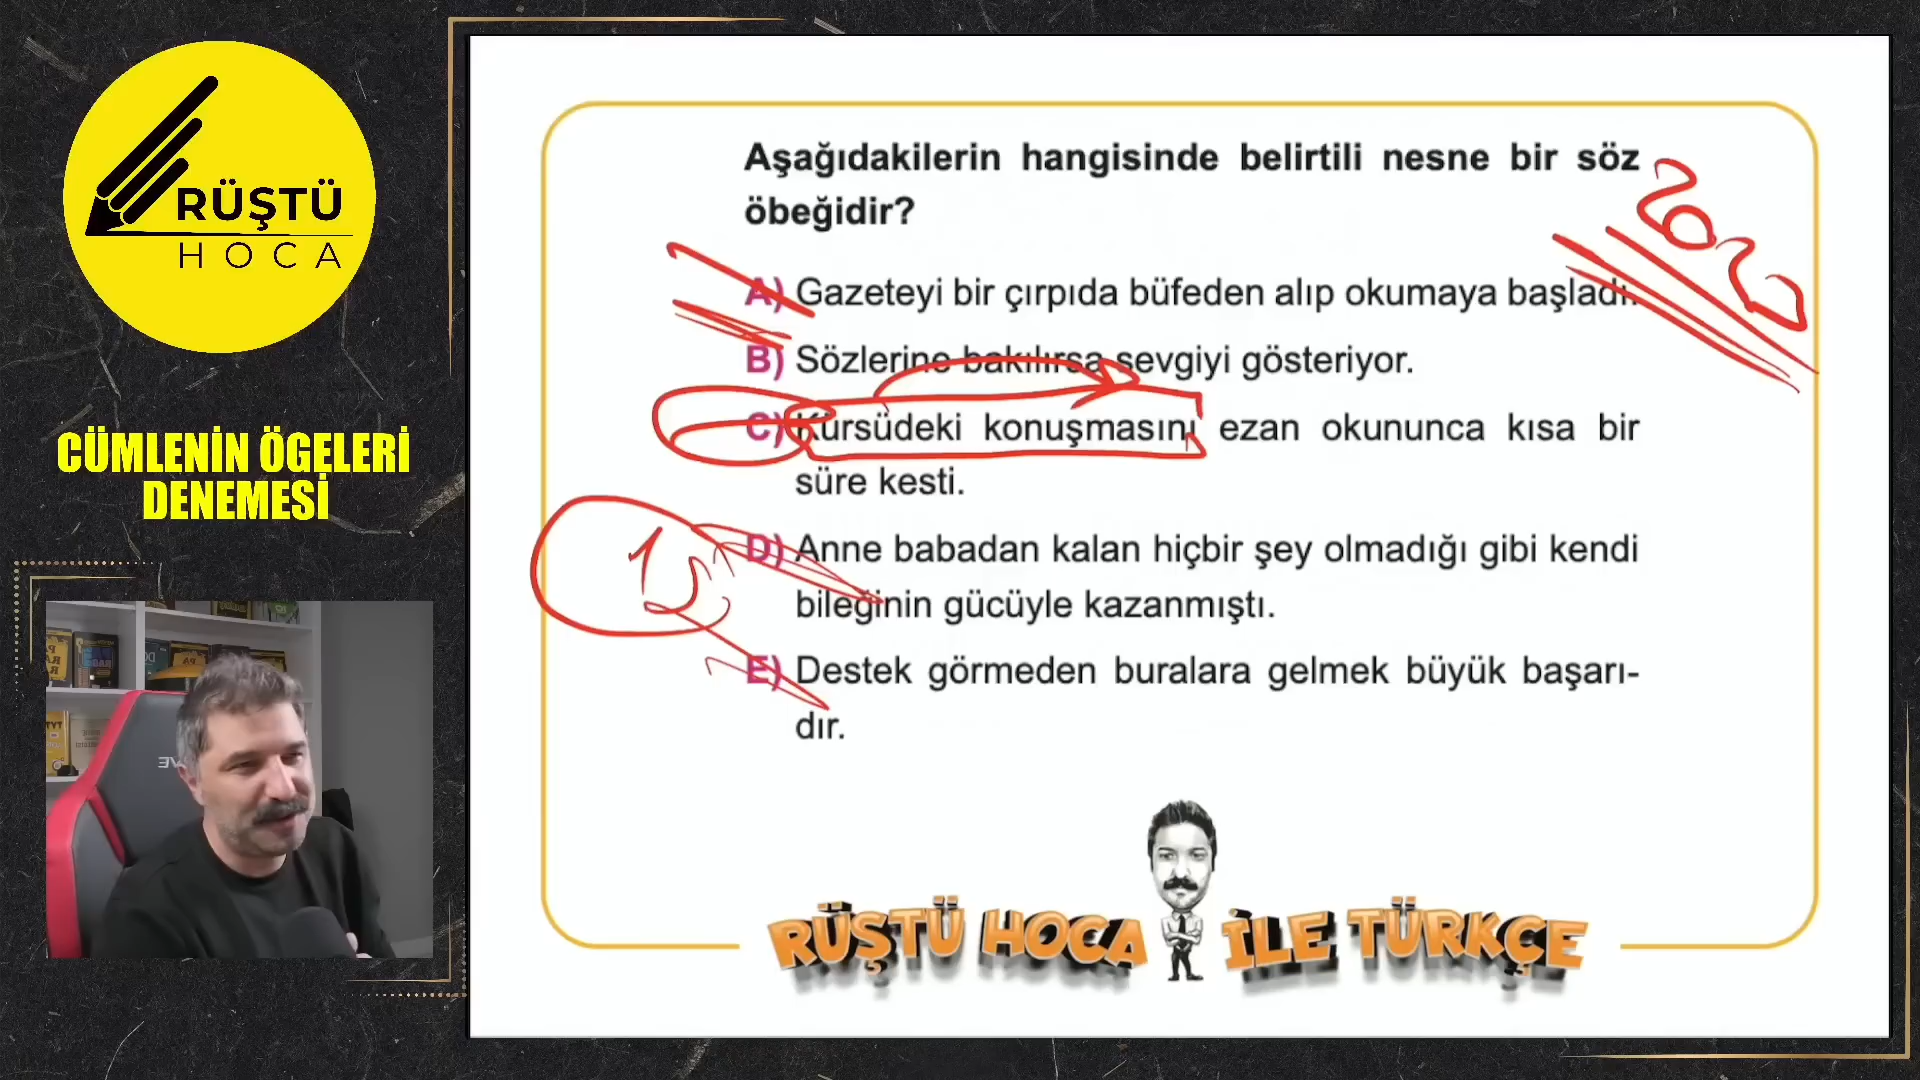 RÜŞTÜ
HOCA
CÜMLENİN ÖGELERİ
DENEMESİ
Aşağıdakilerin hangisinde belirtili nesne bir söz
öbeğidir?
A) Gazeteyi bir çırpıda büfeden alıp okumaya başladı.
B) Sözlerine bakılırsa sevgiyi gösteriyor.
C) Kürsüdeki konuşmasını ezan okununca kısa bir
süre kesti.
D) Anne babadan kalan hiçbir şey olmadığı gibi kendi
bileğinin gücüyle kazanmıştı.
E) Destek görmeden buralara gelmek büyük başarı-
dır.
2020
RÜŞTÜ HOCA İLE TÜRKÇE